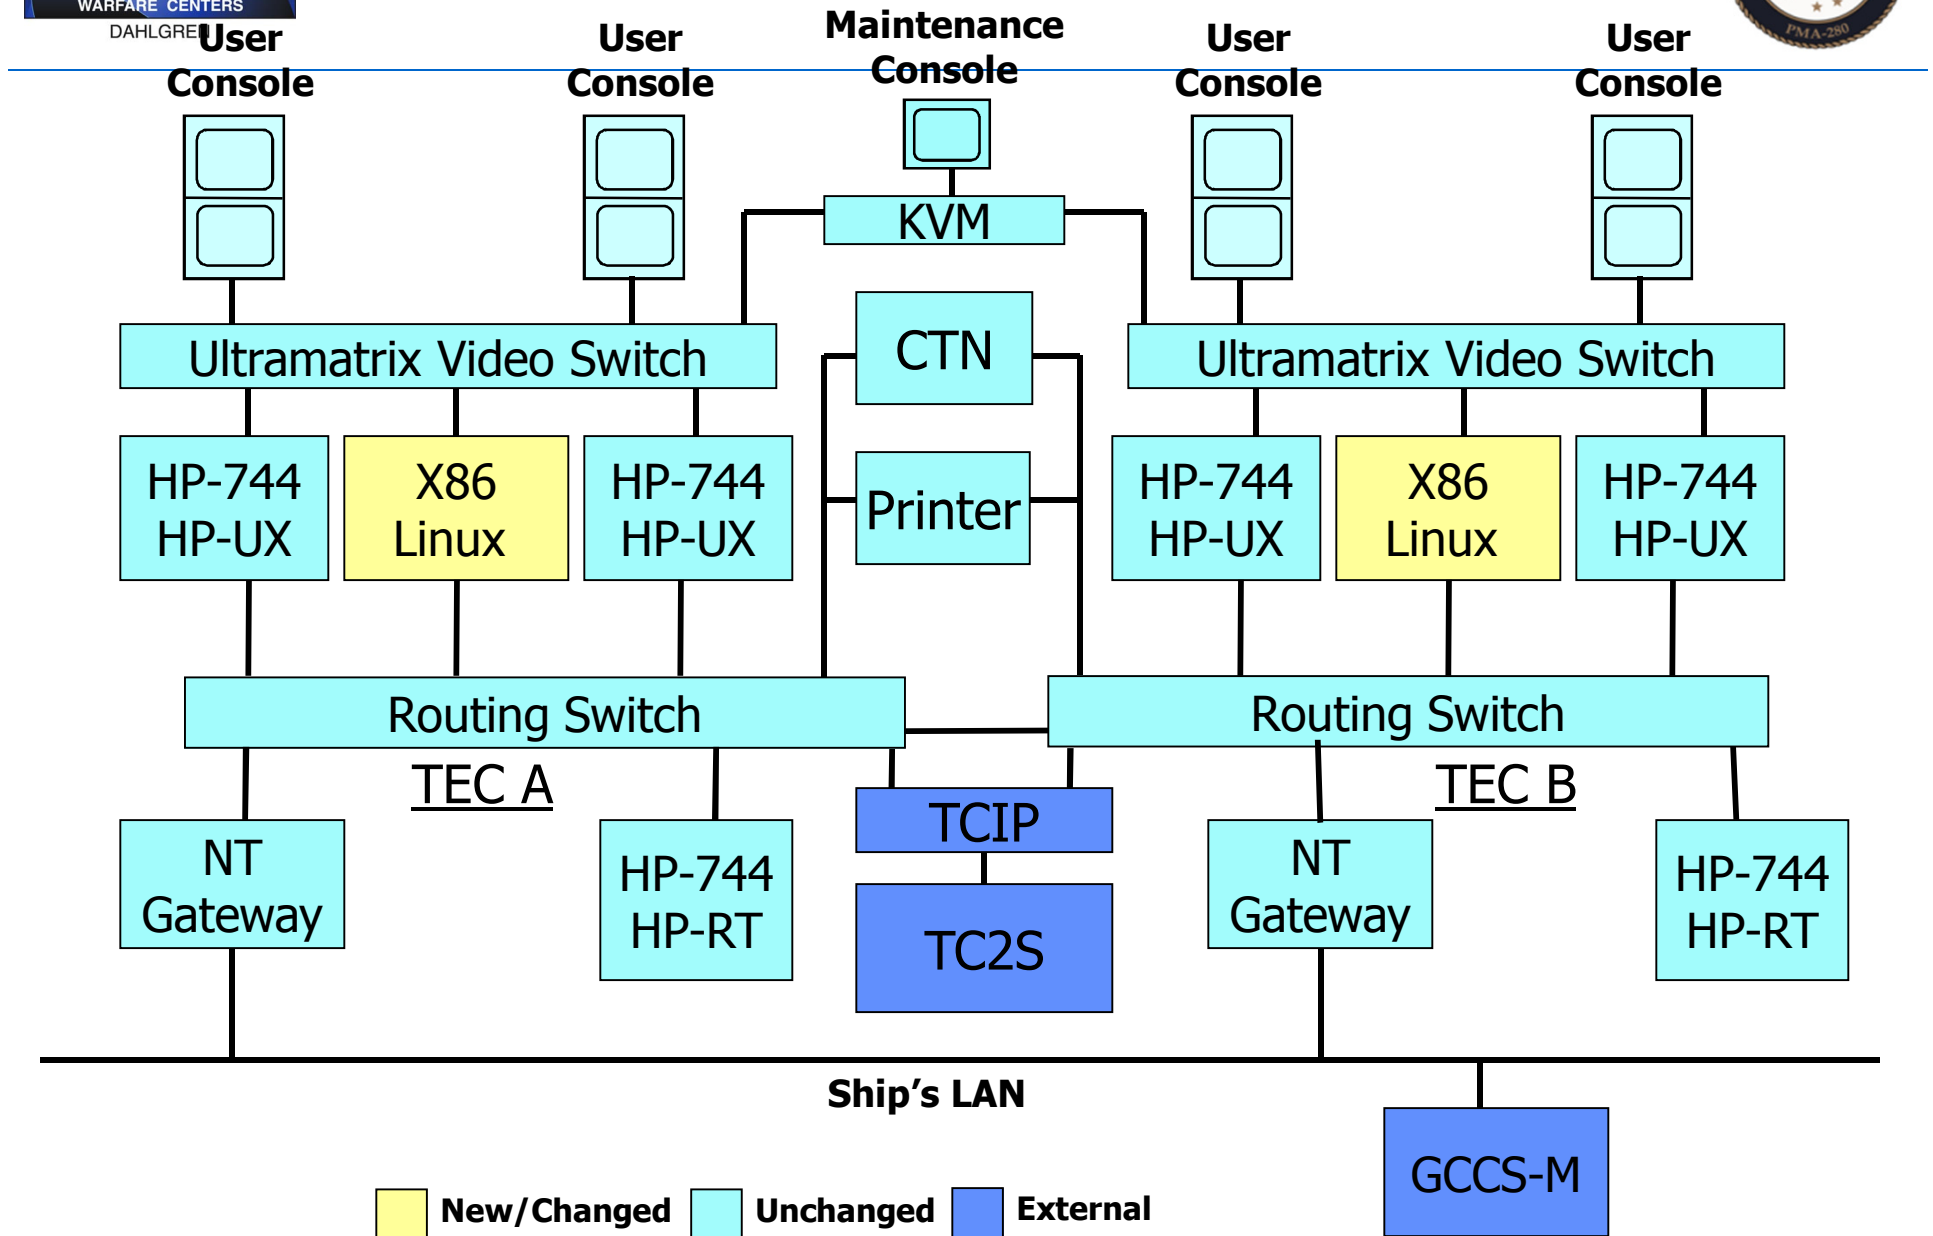 WARFARE CENTERS
DAHLGREN
PMA-280
User
Console
User
Console
Maintenance
Console
User
Console
User
Console
KVM
CTN
Ultramatrix Video Switch
Ultramatrix Video Switch
HP-744
HP-UX
X86
Linux
HP-744
HP-UX
Printer
HP-744
HP-UX
X86
Linux
HP-744
HP-UX
Routing Switch
Routing Switch
TEC A
TEC B
TCIP
NT
Gateway
HP-744
HP-RT
TC2S
NT
Gateway
HP-744
HP-RT
Ship’s LAN
GCCS-M
New/Changed
Unchanged
External